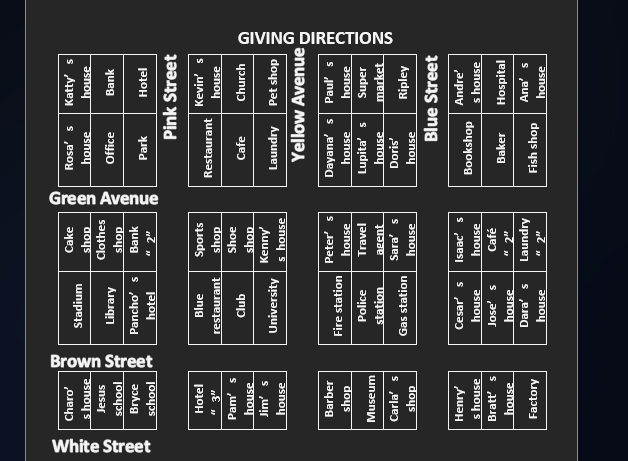 GIVING DIRECTIONS
Katty’ s
house
Bank
Hotel
Pink Street
Kevin’ s
house
Church
Pet shop
Yellow Avenue
Paul’ s
house
Super
market
Ripley
Blue Street
Andre’
s house
Hospital
Ana’ s
house
Rosa’ s
house
Office
Park
Restaurant
Cafe
Laundry
Dayana’ s
house
Lupita’ s
house
Doris’
house
Bookshop
Baker
Fish shop
Green Avenue
Cake
shop
Clothes
shop
Bank
“ 2”
Sports
shop
Shoe
shop
Kenny’
s house
Peter’ s
house
Travel
agent
Sara’ s
house
Isaac’ s
house
Café
“ 2”
Laundry
“ 2”
Stadium
Library
Pancho’ s
hotel
Blue
restaurant
Club
University
Fire station
Police
station
Gas station
Cesar’ s
house
Jose’ s
house
Dara’ s
house
Brown Street
Charo’
s house
Jesus
school
Bryce
school
Hotel
“ 3”
Pam’ s
house
Jim’ s
house
Barber
shop
Museum
Carla’ s
shop
Henry’
s house
Bratt’ s
house
Factory
White Street